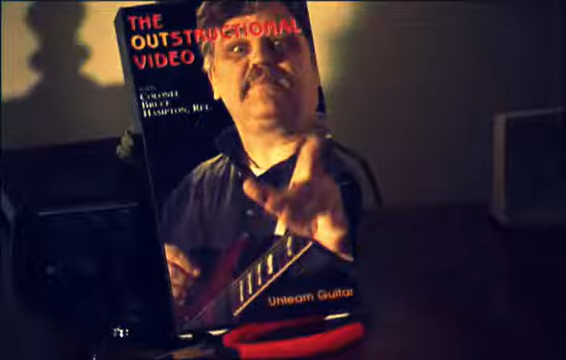 THE
OUTSTRUCTIONAL
VIDEO
with
COLONEL
BRUCE
HAMPTON, RET.
Unlearn Guitar